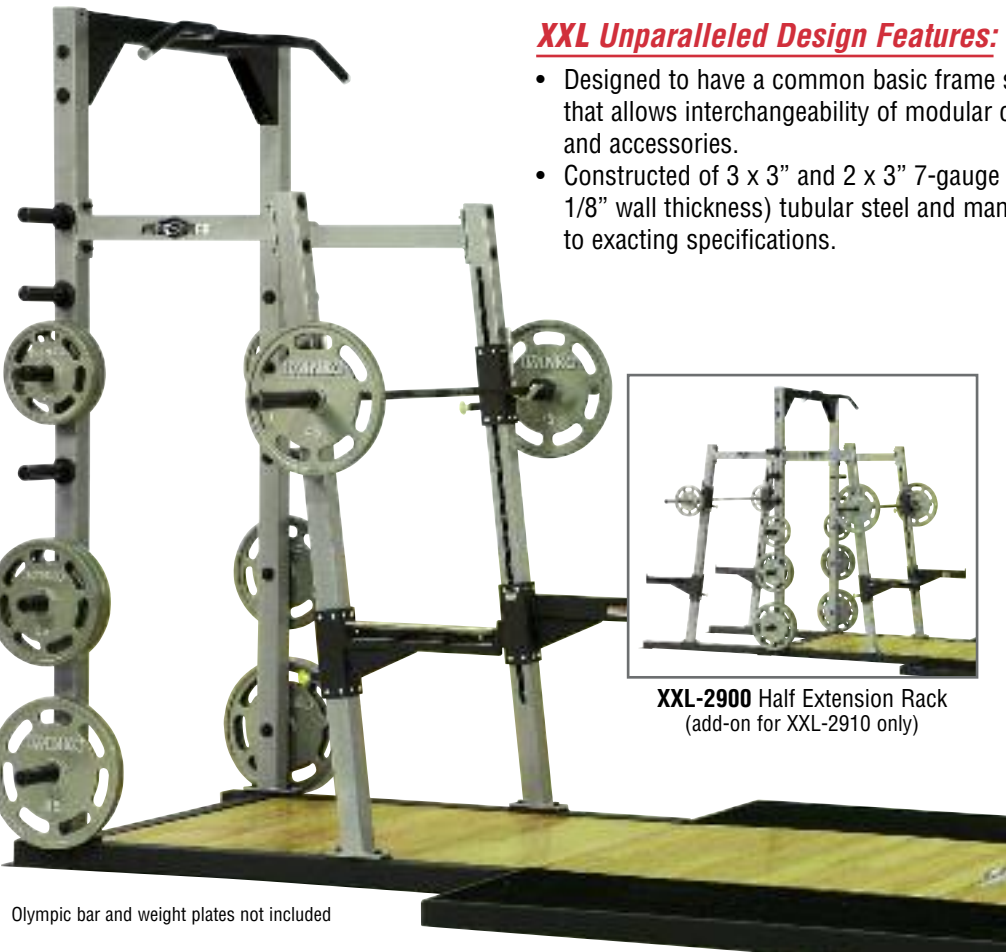 XXL Unparalleled Design Features:
• Designed to have a common basic frame
that allows interchangeability of modular
and accessories.
• Constructed of 3 x 3” and 2 x 3” 7-gauge
1/8” wall thickness) tubular steel and
to exacting specifications.
XXL-2900 Half Extension Rack
(add-on for XXL-2910 only)
Olympic bar and weight plates not included